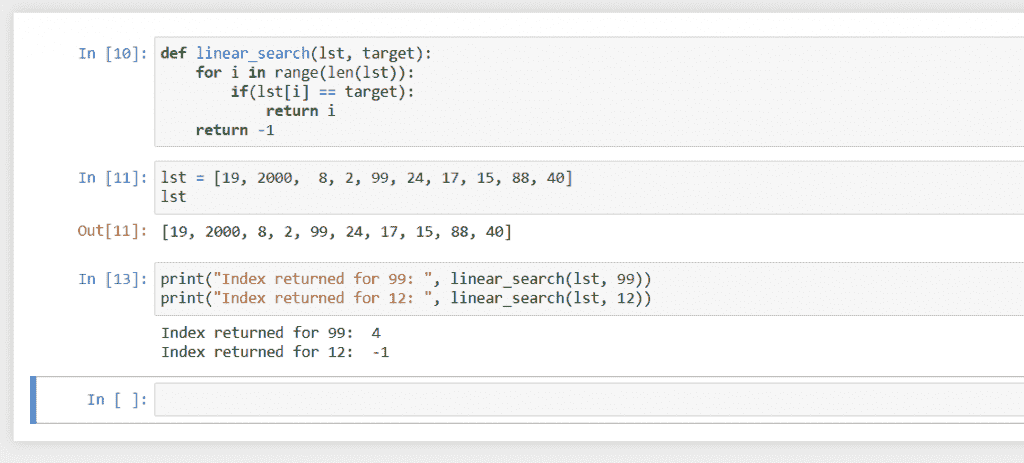 In [10]: def linear_search(lst, target):
    for i in range(len(lst)):
        if(lst[i] == target):
            return i
    return -1
In [11]: lst = [19, 2000,  8, 2, 99, 24, 17, 15, 88, 40]
lst
Out[11]: [19, 2000, 8, 2, 99, 24, 17, 15, 88, 40]
In [13]: print("Index returned for 99: ", linear_search(lst, 99))
print("Index returned for 12: ", linear_search(lst, 12))
Index returned for 99:  4
Index returned for 12:  -1
In [ ]: